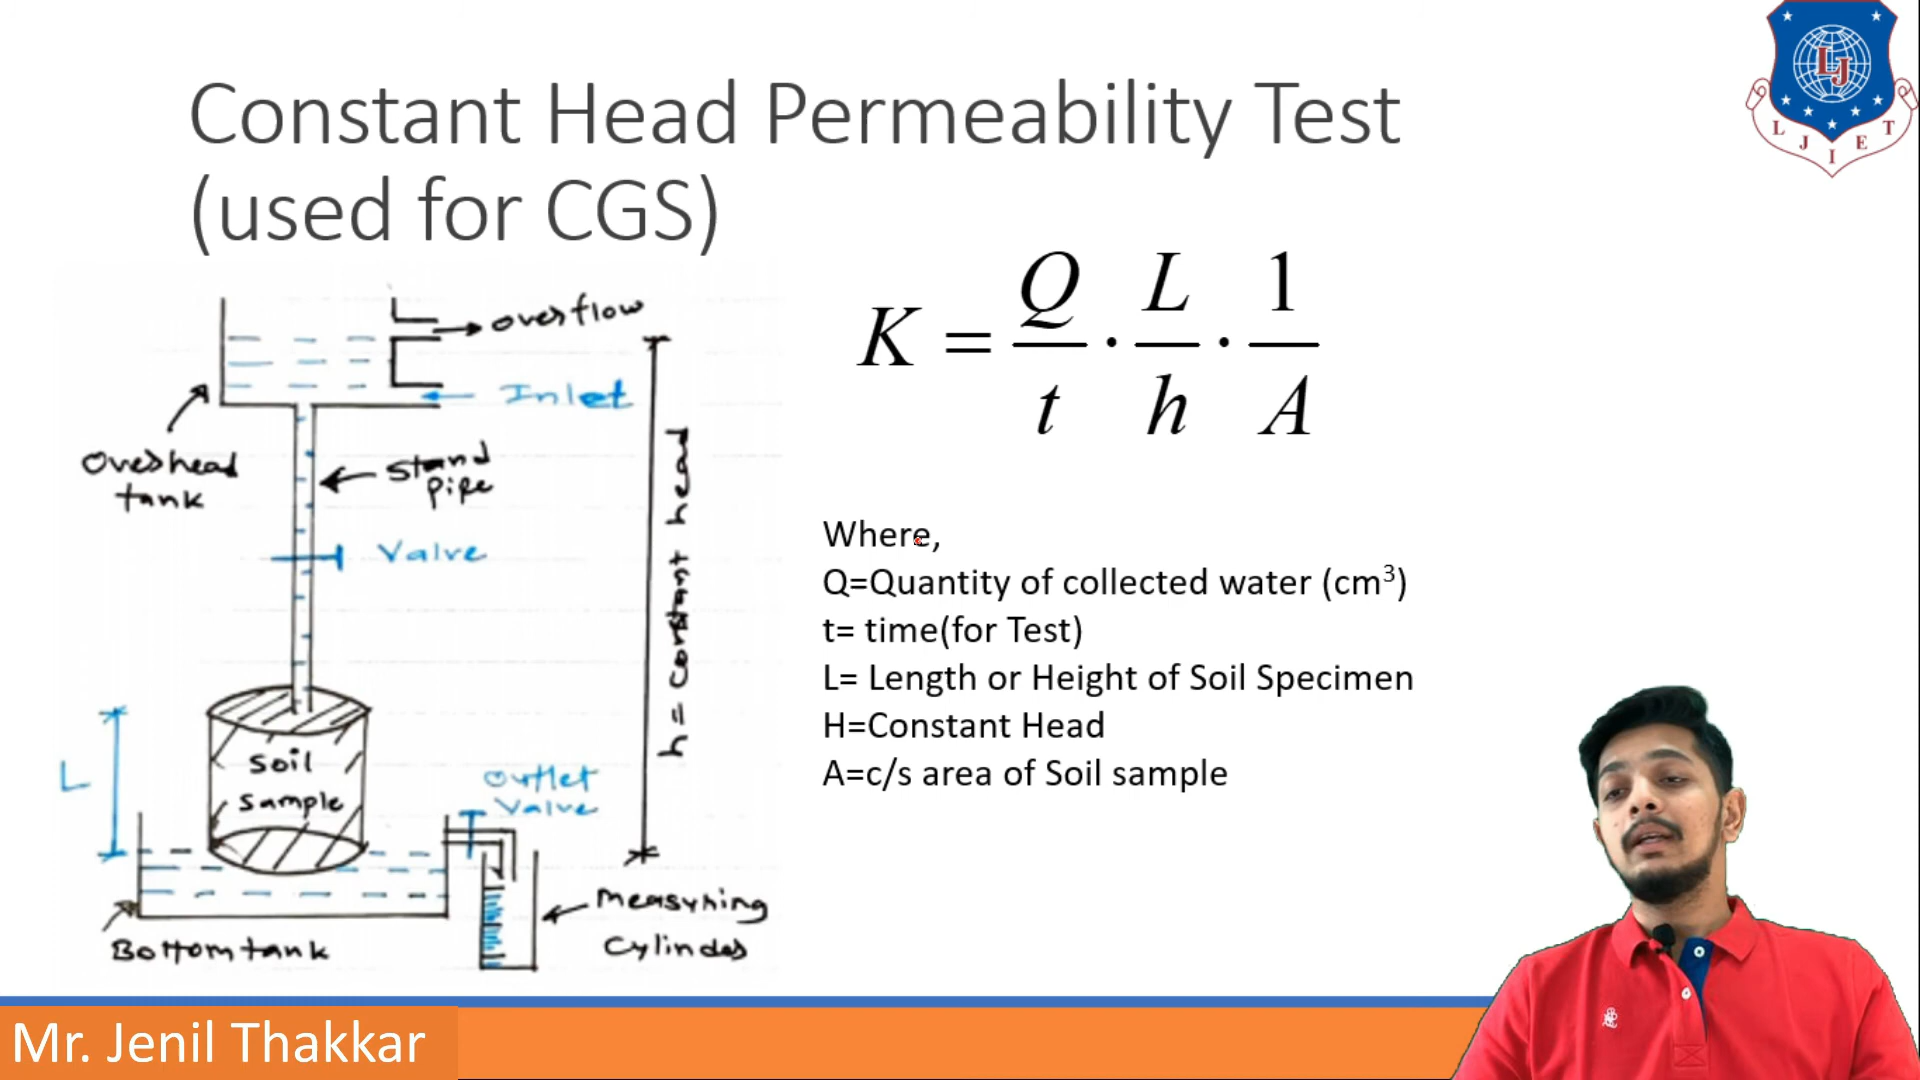 Constant Head Permeability Test
(used for CGS)
L J I E T
LJ
overflow
Inlet
Overhead
tank
Stand
pipe
Valve
h = constant head
L
Soil
Sample
Outlet
Valve
Measuring
Cylinder
Bottom tank
K = Q/t · L/h · 1/A
Where,
Q=Quantity of collected water (cm³)
t= time(for Test)
L= Length or Height of Soil Specimen
H=Constant Head
A=c/s area of Soil sample
Mr. Jenil Thakkar